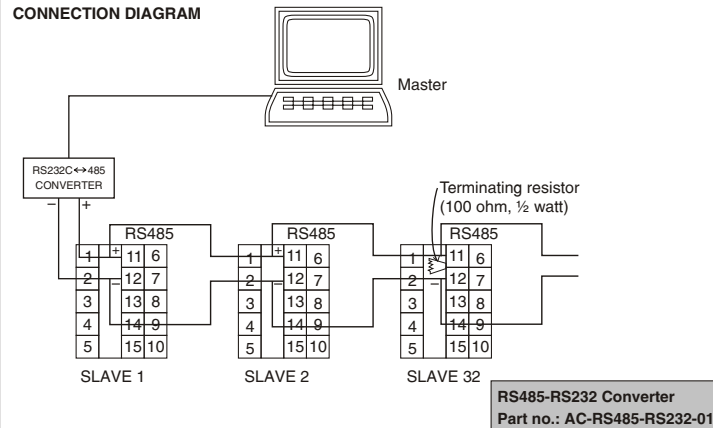 CONNECTION DIAGRAM
Master
RS232C↔485
CONVERTER
– +
Terminating resistor
(100 ohm, ½ watt)
RS485 RS485 RS485
1 + 11 6 1 + 11 6 1 11 6
2 – 12 7 2 – 12 7 2 – 12 7
3 13 8 3 13 8 3 13 8
4 14 9 4 14 9 4 14 9
5 15 10 5 15 10 5 15 10
SLAVE 1 SLAVE 2 SLAVE 32
RS485-RS232 Converter
Part no.: AC-RS485-RS232-01